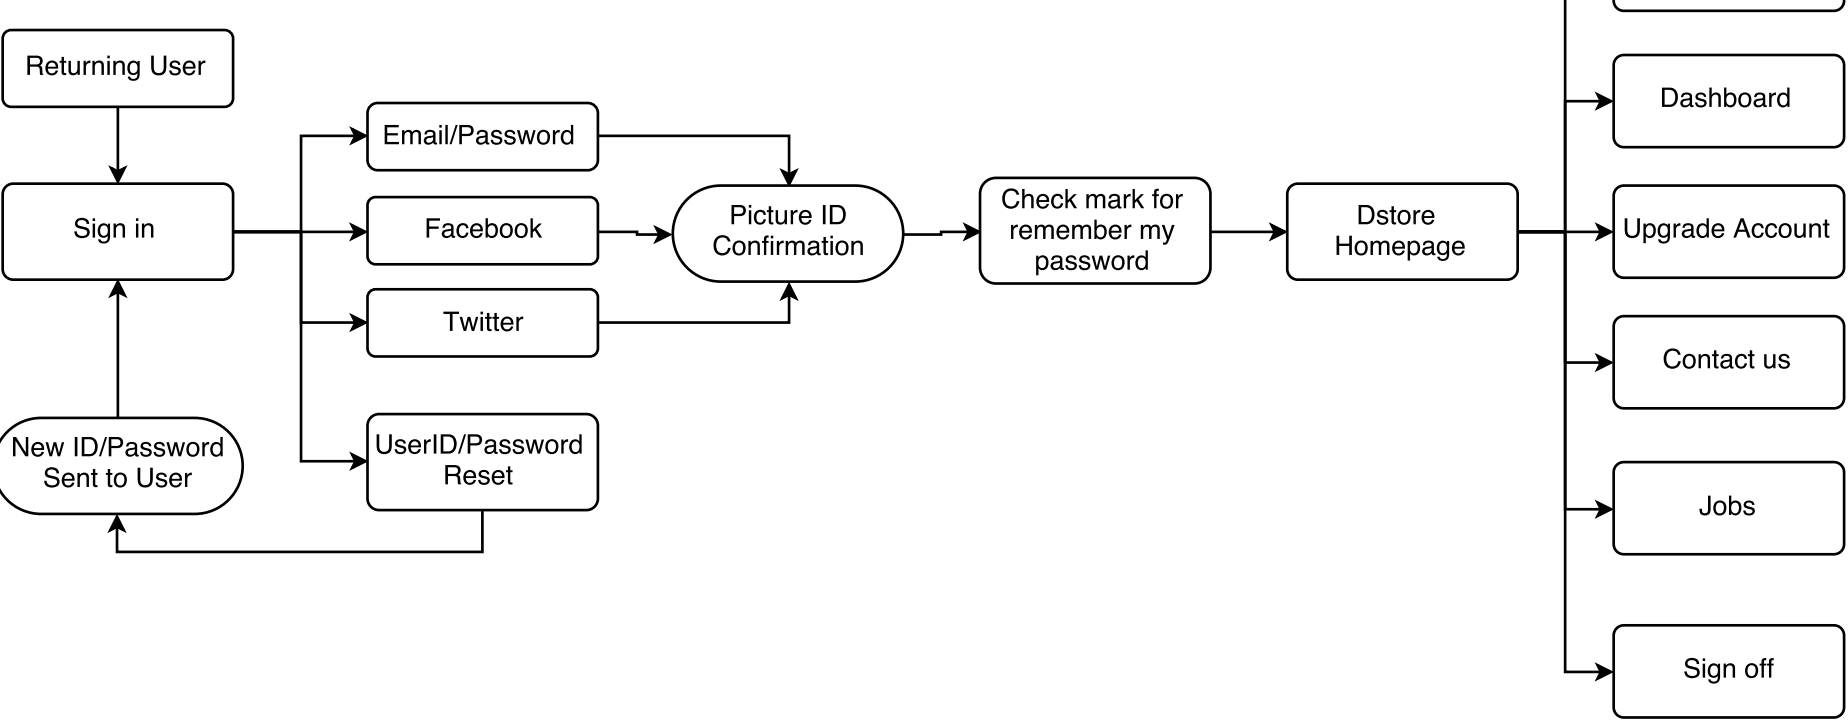 Returning User
Sign in
New ID/Password
Sent to User
Email/Password
Facebook
Twitter
UserID/Password
Reset
Picture ID
Confirmation
Check mark for
remember my
password
Dstore
Homepage
Dashboard
Upgrade Account
Contact us
Jobs
Sign off